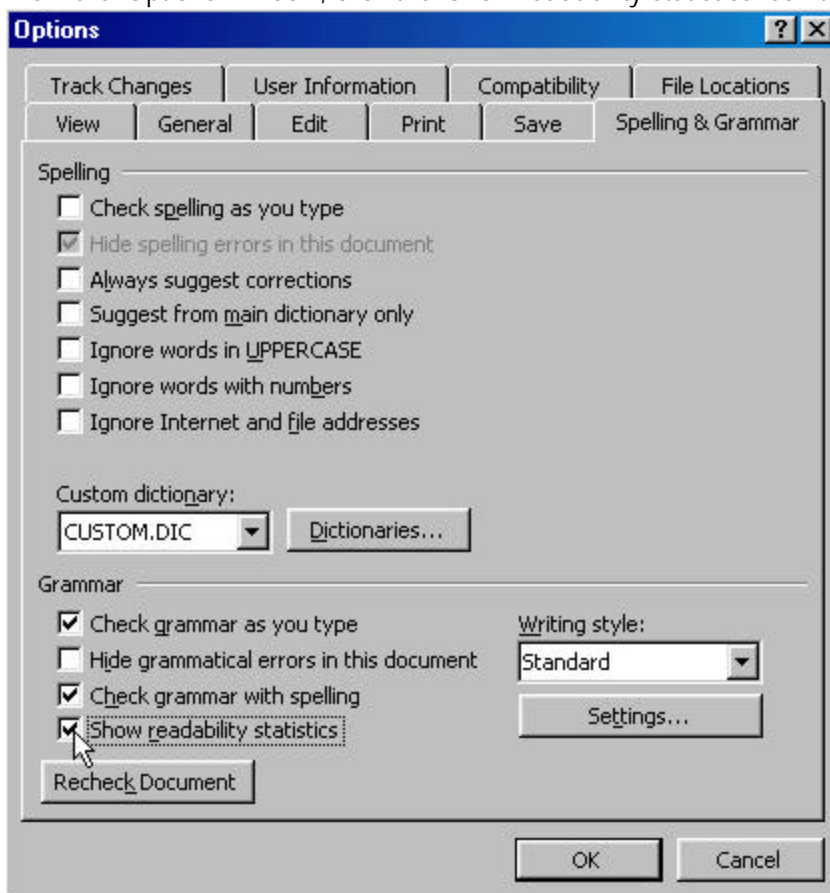 Options
Track Changes User Information Compatibility File Locations
View General Edit Print Save Spelling & Grammar
Spelling
Check spelling as you type
Hide spelling errors in this document
Always suggest corrections
Suggest from main dictionary only
Ignore words in UPPERCASE
Ignore words with numbers
Ignore Internet and file addresses
Custom dictionary:
CUSTOM.DIC Dictionaries...
Grammar
Check grammar as you type Writing style:
Hide grammatical errors in this document Standard
Check grammar with spelling
Show readability statistics Settings...
Recheck Document
OK Cancel